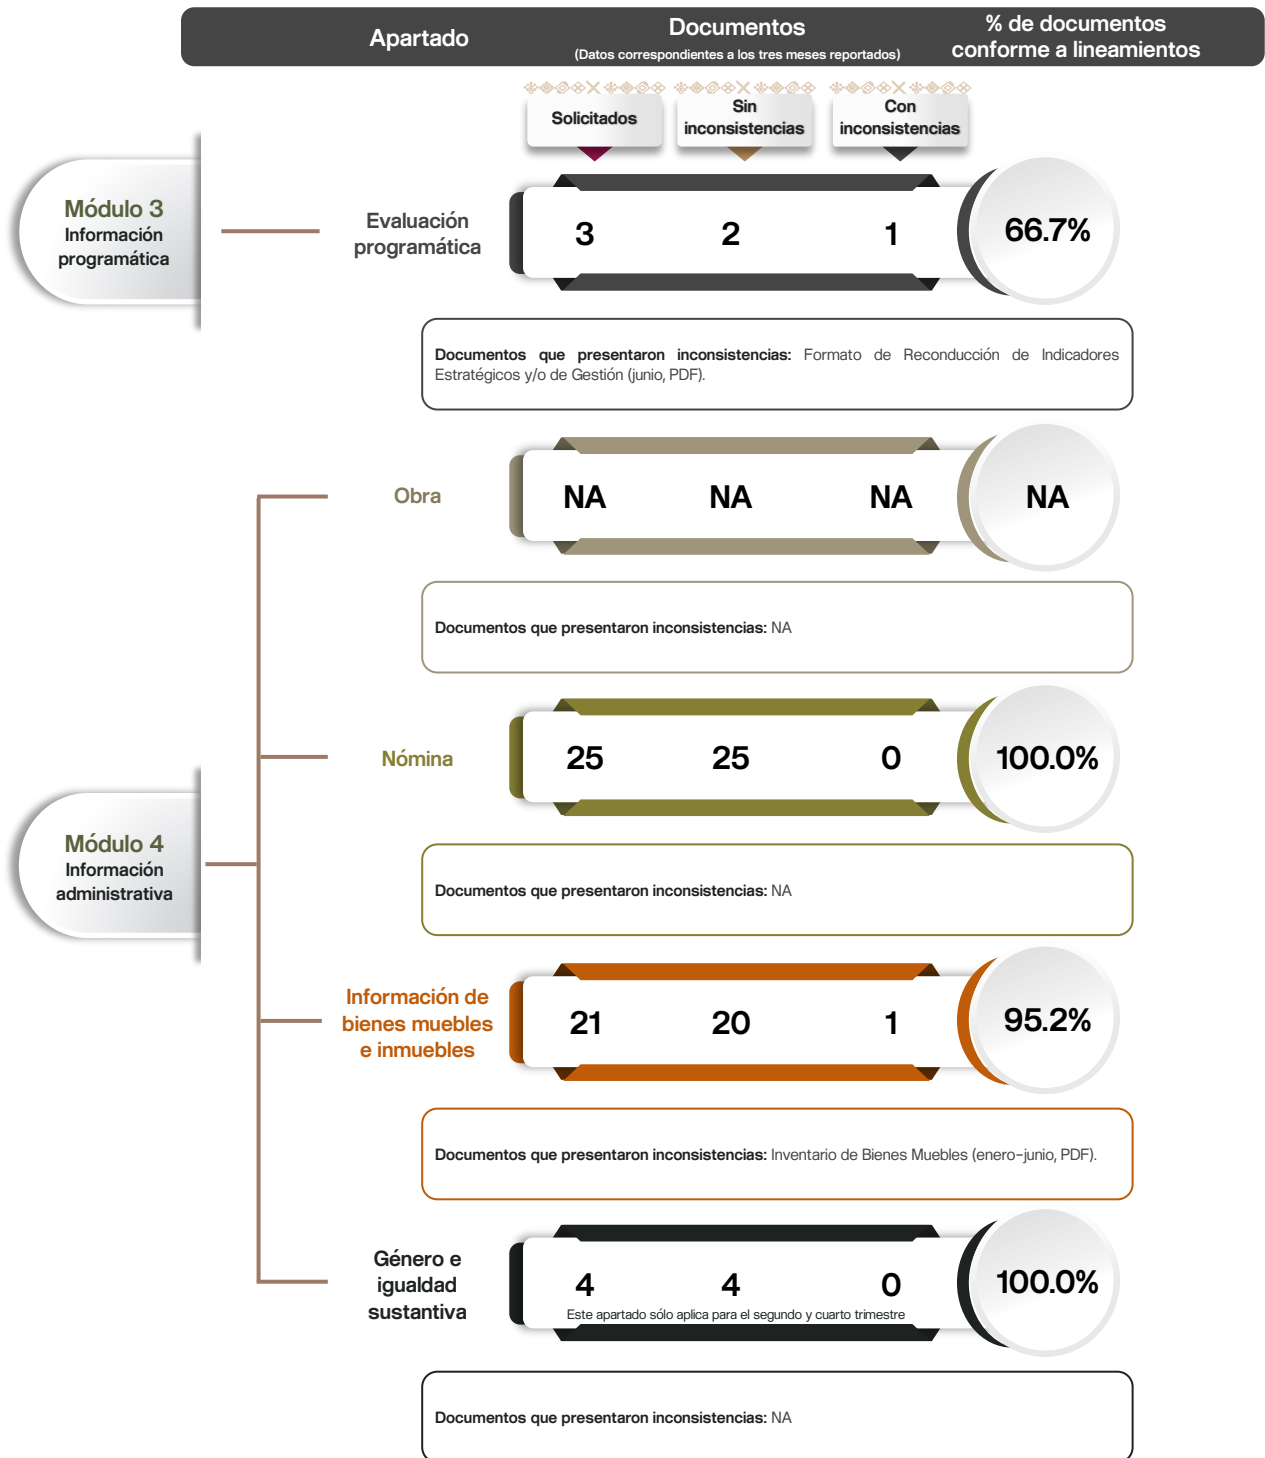 Apartado
Documentos
(Datos correspondientes a los tres meses reportados)
% de documentos
conforme a lineamientos
Solicitados
Sin
inconsistencias
Con
inconsistencias
Módulo 3
Información
programática
Evaluación
programática
3 2 1 66.7%
Documentos que presentaron inconsistencias: Formato de Reconducción de Indicadores
Estratégicos y/o de Gestión (junio, PDF).
Obra
NA NA NA NA
Documentos que presentaron inconsistencias: NA
Nómina
25 25 0 100.0%
Documentos que presentaron inconsistencias: NA
Módulo 4
Información
administrativa
Información de
bienes muebles
e inmuebles
21 20 1 95.2%
Documentos que presentaron inconsistencias: Inventario de Bienes Muebles (enero-junio, PDF).
Género e
igualdad
sustantiva
4 4 0 100.0%
Este apartado sólo aplica para el segundo y cuarto trimestre
Documentos que presentaron inconsistencias: NA